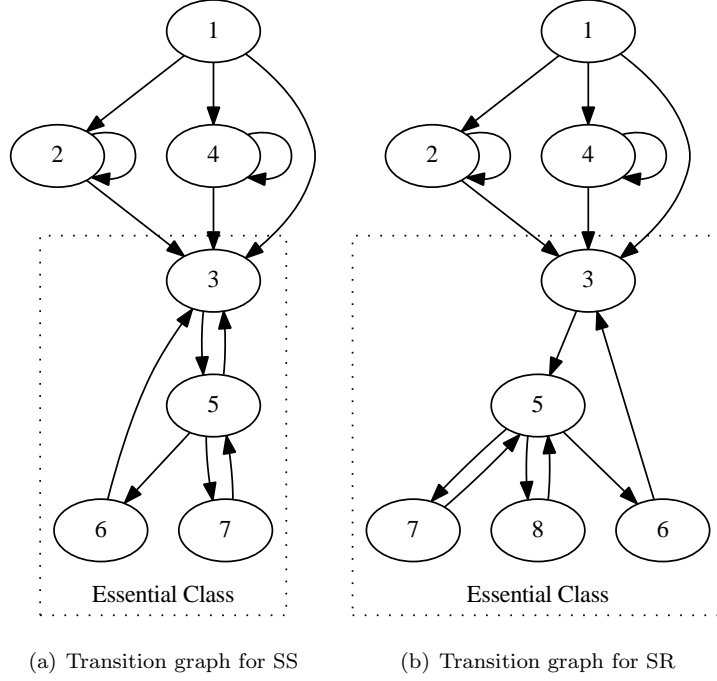 1 1
2 4 2 4
3 3
5 5
6 7 7 8 6
Essential Class Essential Class
(a) Transition graph for SS (b) Transition graph for SR